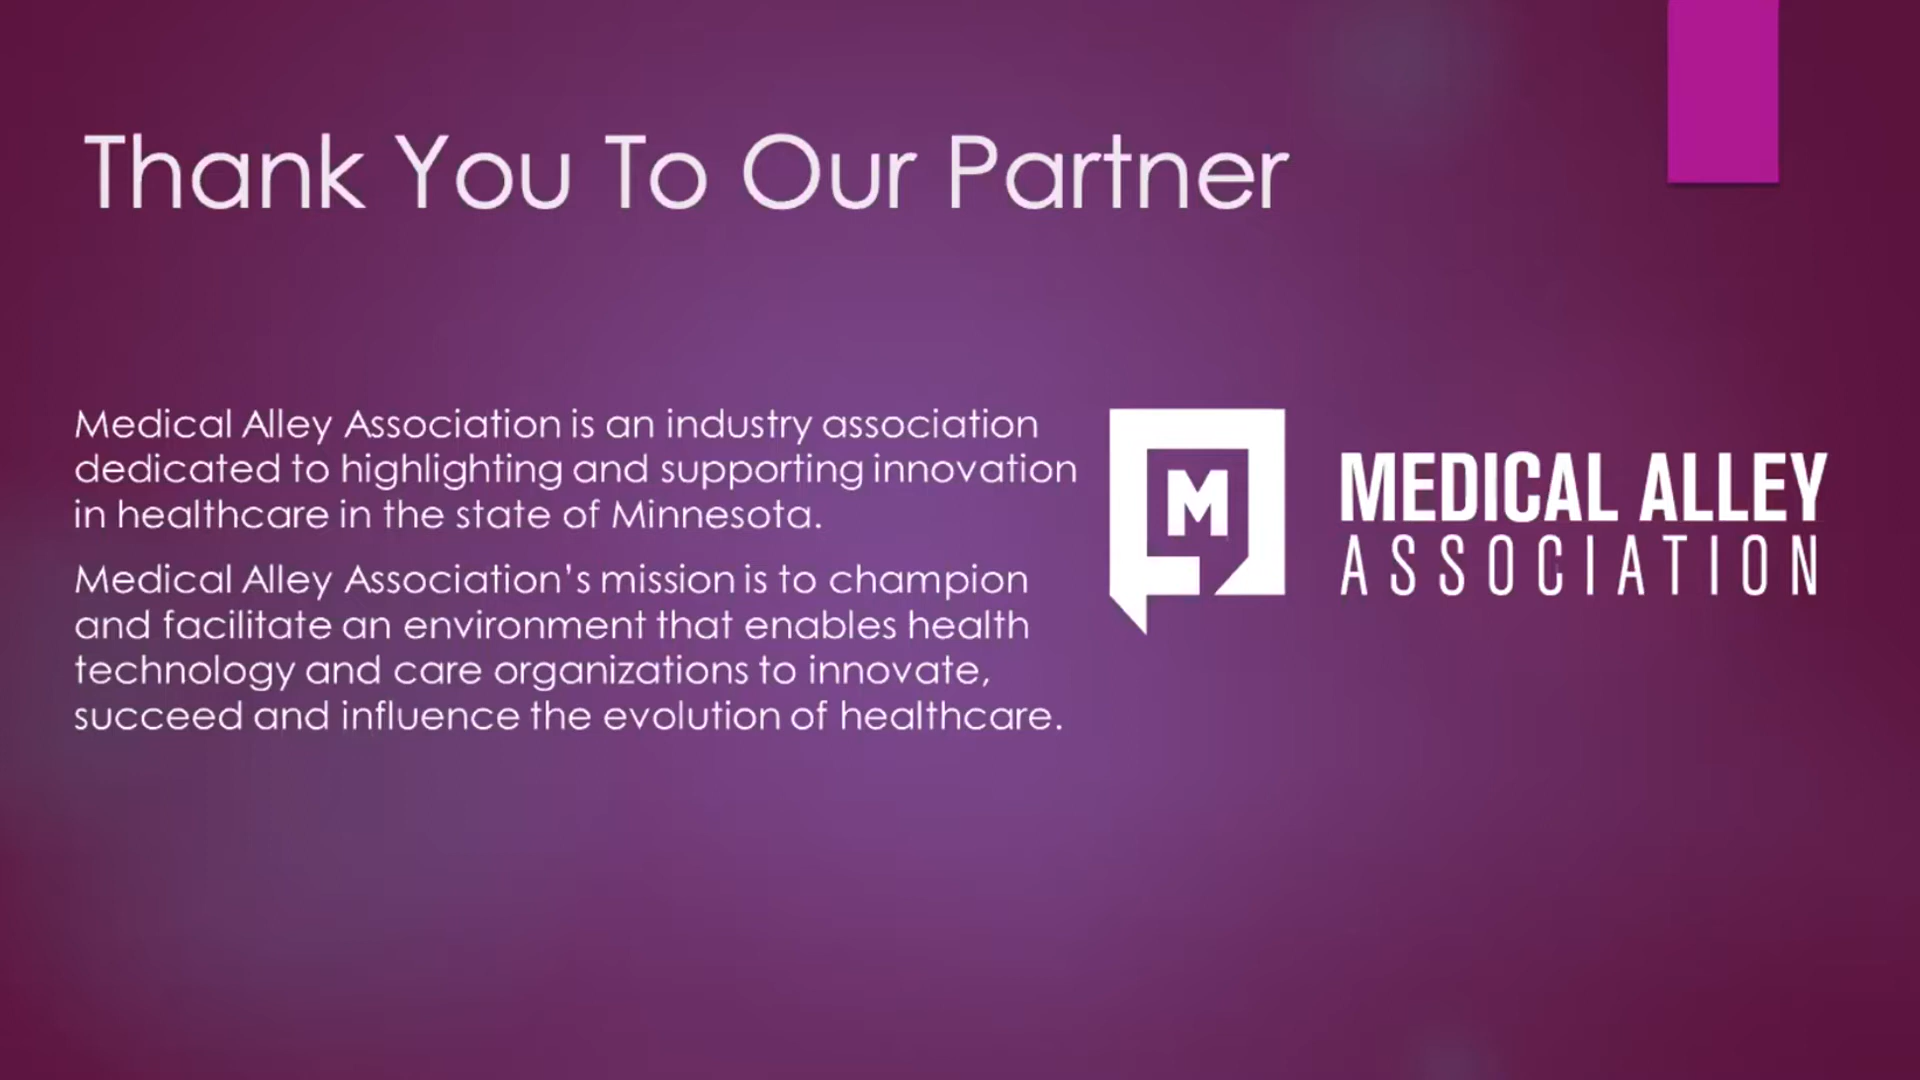 Thank You To Our Partner
Medical Alley Association is an industry association
dedicated to highlighting and supporting innovation
in healthcare in the state of Minnesota.
Medical Alley Association’s mission is to champion
and facilitate an environment that enables health
technology and care organizations to innovate,
succeed and influence the evolution of healthcare.
M
MEDICAL ALLEY
ASSOCIATION